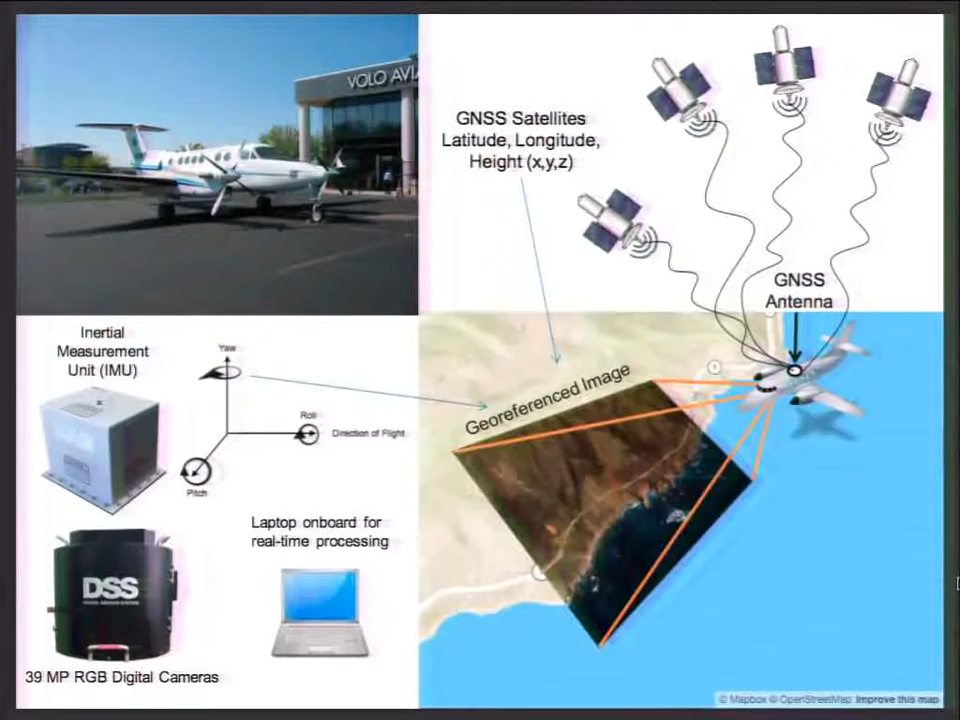 VOLO AVIA
GNSS Satellites
Latitude, Longitude,
Height (x,y,z)
GNSS
Antenna
Inertial
Measurement
Unit (IMU)
Yaw
Roll
Direction of Flight
Pitch
Georeferenced Image
Laptop onboard for
real-time processing
DSS
39 MP RGB Digital Cameras
© Mapbox © OpenStreetMap Improve this map